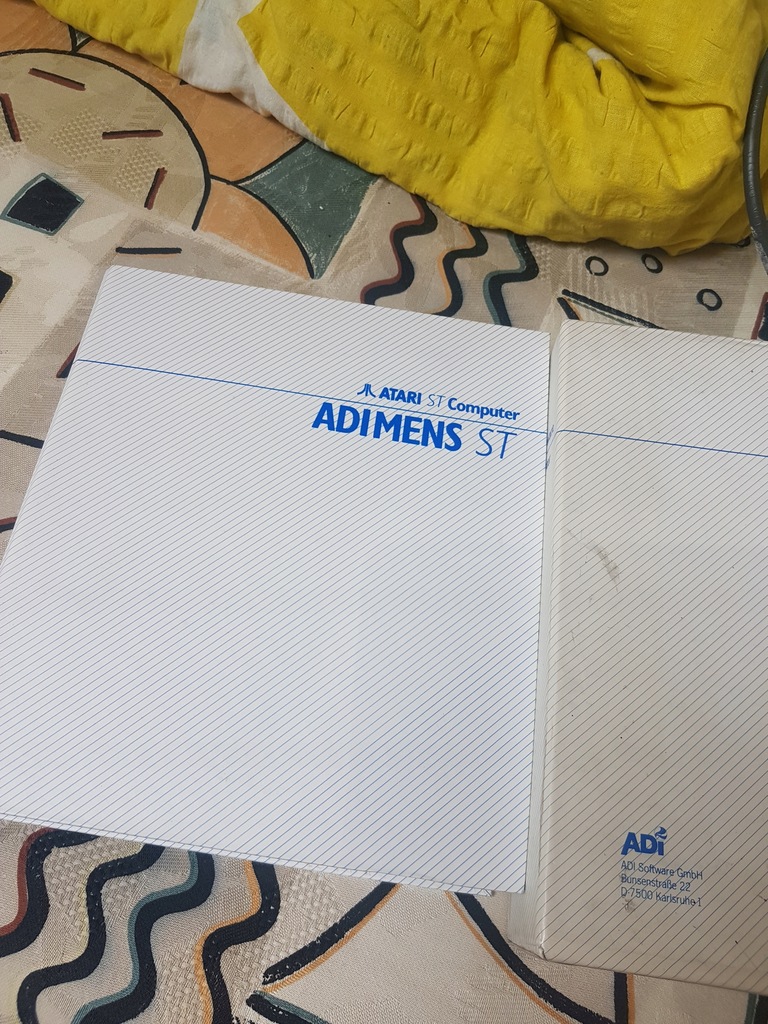 ATARI ST Computer
ADIMENS ST
ADI
ADI Software GmbH
Bunsenstraße 22
D-7500 Karlsruhe 1